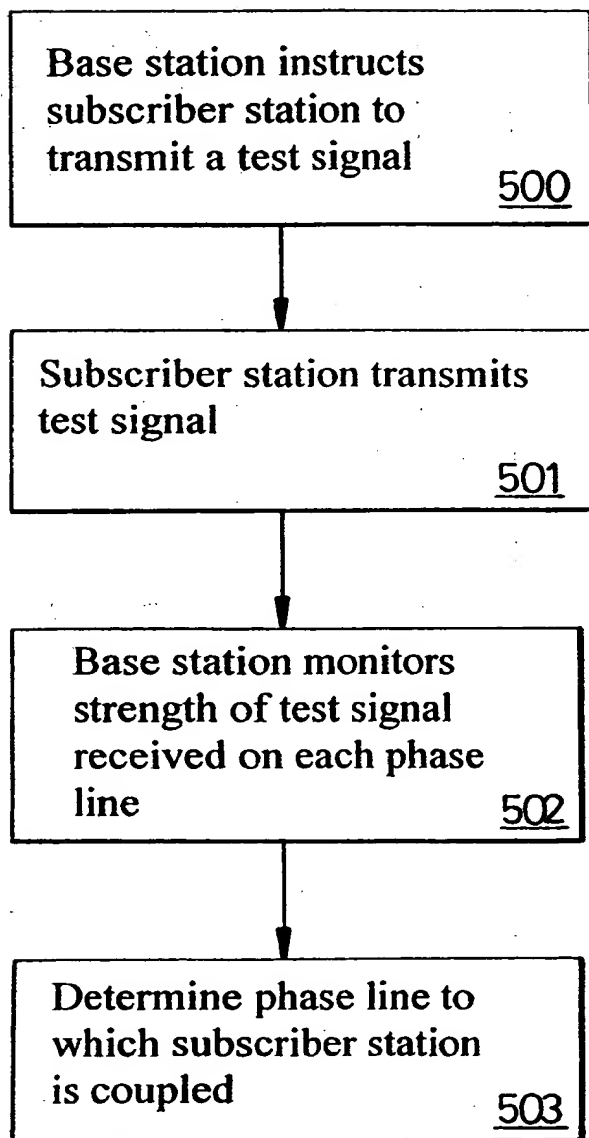 Base station instructs
subscriber station to
transmit a test signal
500
Subscriber station transmits
test signal
501
Base station monitors
strength of test signal
received on each phase
line
502
Determine phase line to
which subscriber station
is coupled
503